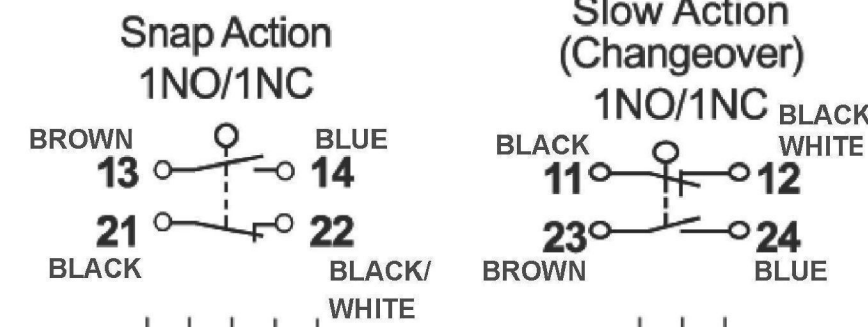 Snap Action
1NO/1NC
BROWN
BLUE
13
14
21
22
BLACK
BLACK/
WHITE
Slow Action
(Changeover)
1NO/1NC
BLACK
BLACK
WHITE
11
12
23
24
BROWN
BLUE